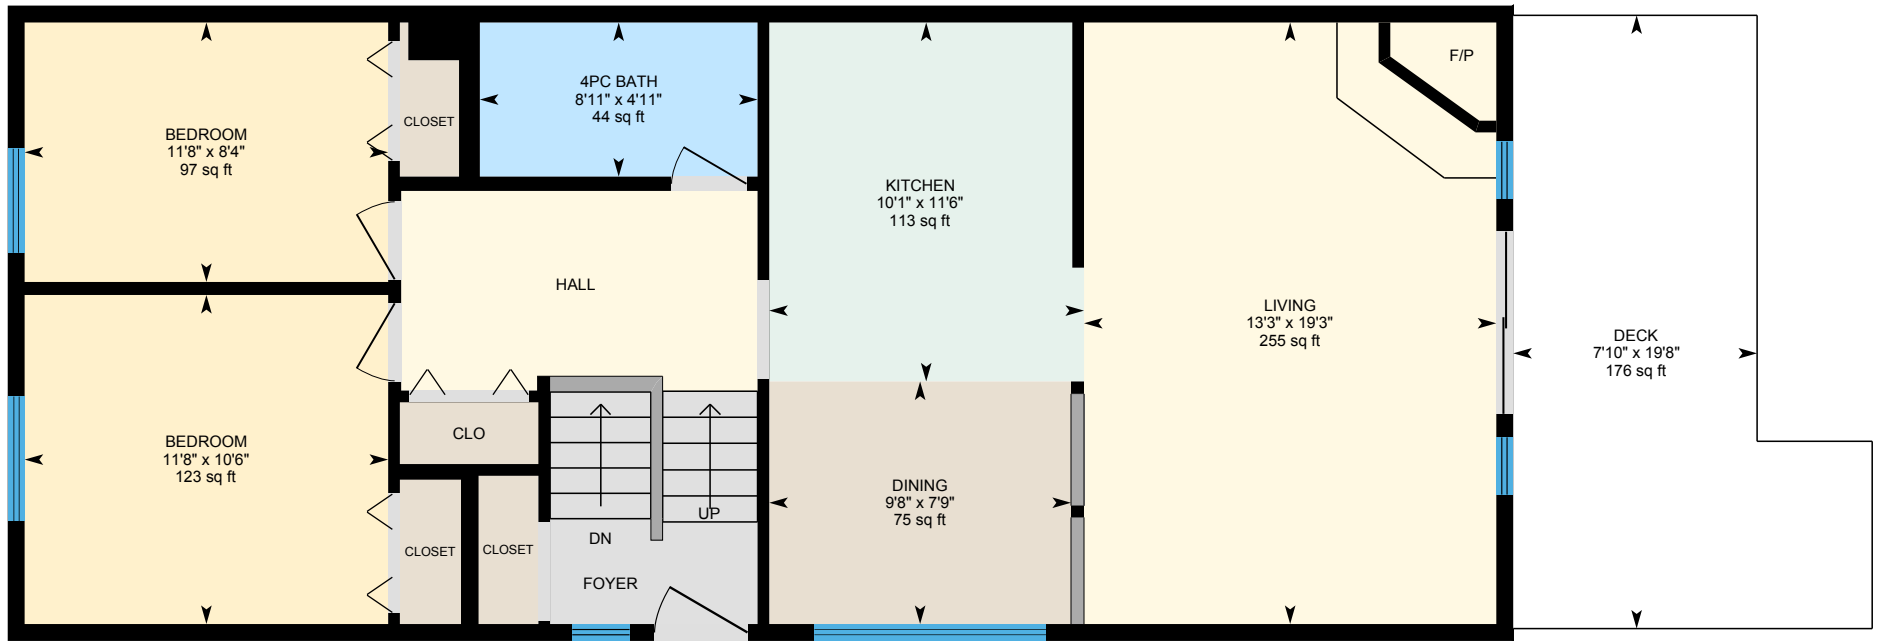 BEDROOM
11'8" x 8'4"
97 sq ft
CLOSET
4PC BATH
8'11" x 4'11"
44 sq ft
KITCHEN
10'1" x 11'6"
113 sq ft
F/P
HALL
LIVING
13'3" x 19'3"
255 sq ft
DECK
7'10" x 19'8"
176 sq ft
BEDROOM
11'8" x 10'6"
123 sq ft
CLO
CLOSET
CLOSET
DN
UP
FOYER
DINING
9'8" x 7'9"
75 sq ft